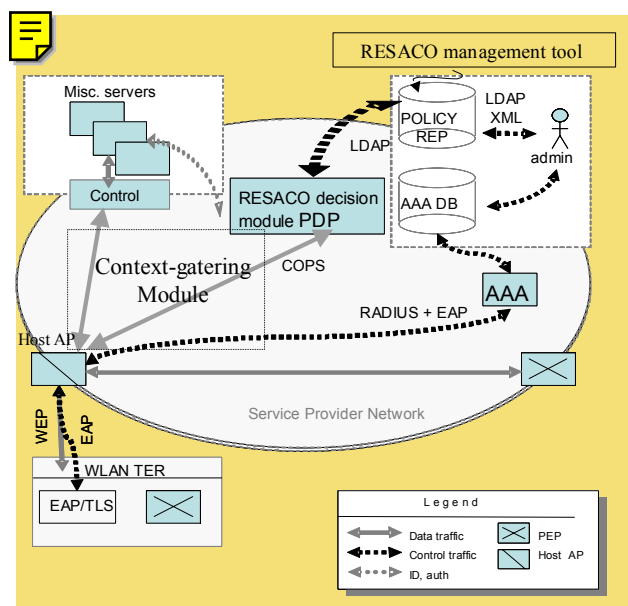 RESACO management tool
Misc. servers
Control
LDAP
POLICY
REP
LDAP
XML
admin
AAA DB
RESACO decision
module PDP
Context-gatering
Module
COPS
AAA
RADIUS + EAP
Host AP
Service Provider Network
WEP
EAP
WLAN TER
EAP/TLS
Legend
Data traffic
Control traffic
ID, auth
PEP
Host AP